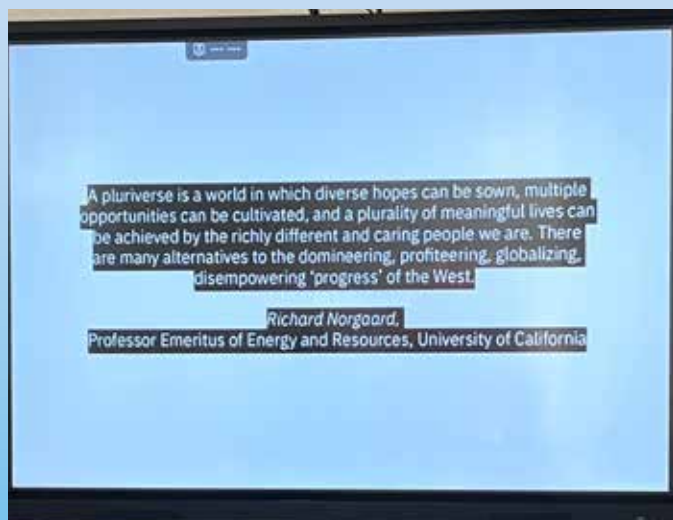 A pluriverse is a world in which diverse hopes can be sown, multiple
opportunities can be cultivated, and a plurality of meaningful lives can
be achieved by the richly different and caring people we are. There
are many alternatives to the domineering, profiteering, globalizing,
disempowering ‘progress’ of the West.
Richard Norgaard,
Professor Emeritus of Energy and Resources, University of California